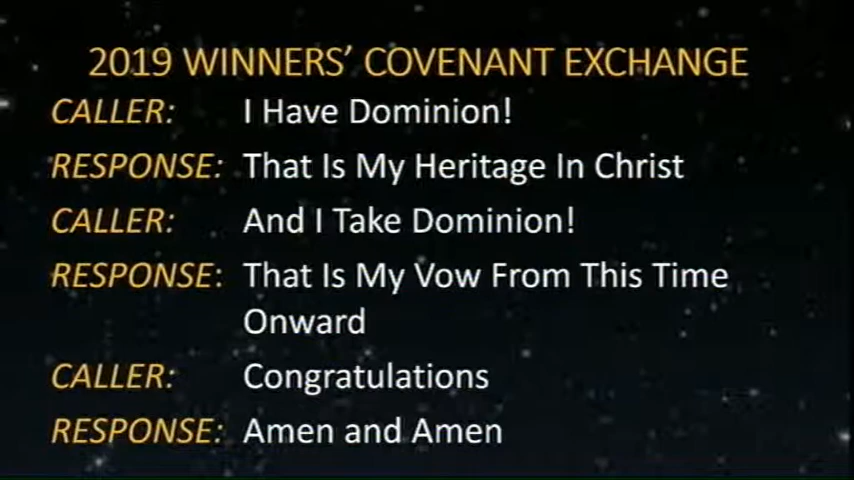 2019 WINNERS’ COVENANT EXCHANGE
CALLER: I Have Dominion!
RESPONSE: That Is My Heritage In Christ
CALLER: And I Take Dominion!
RESPONSE: That Is My Vow From This Time
Onward
CALLER: Congratulations
RESPONSE: Amen and Amen